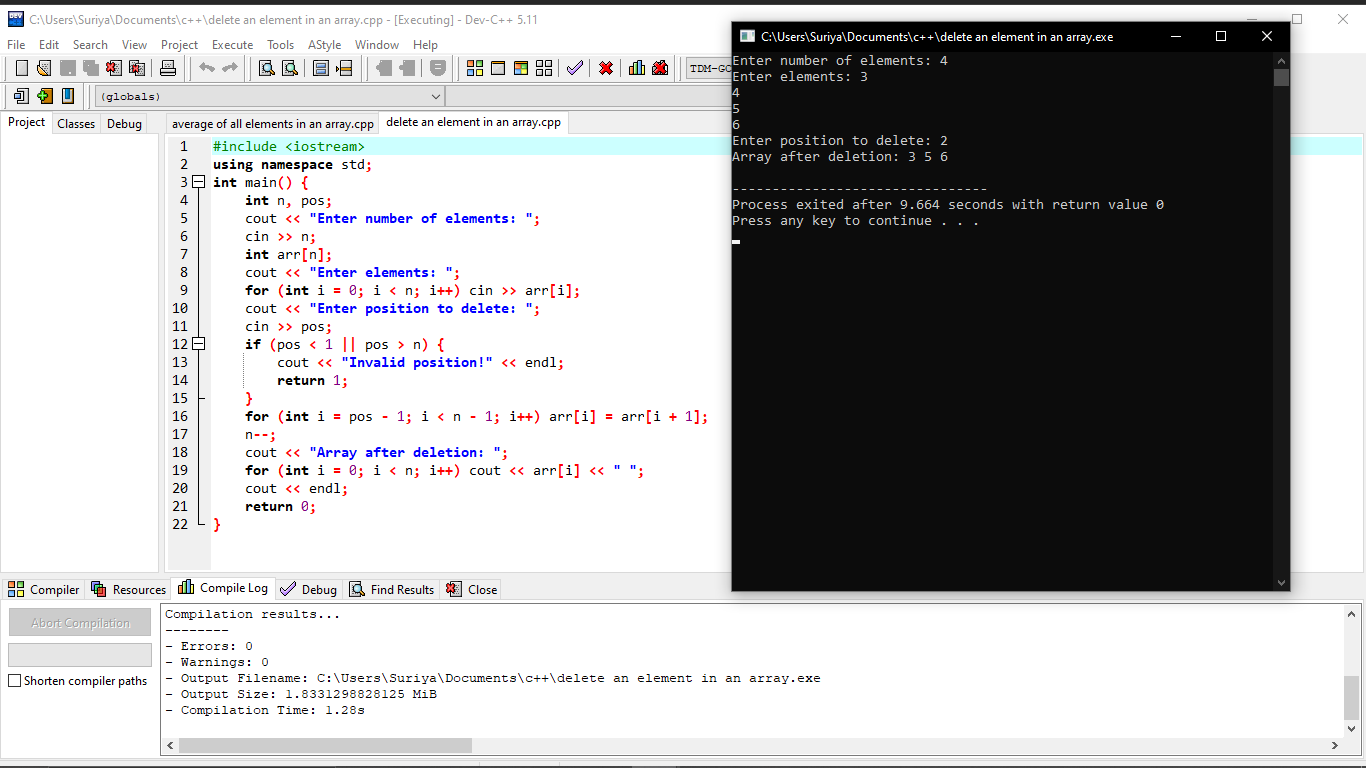 C:\Users\Suriya\Documents\c++\delete an element in an array.cpp - [Executing] - Dev-C++ 5.11
File Edit Search View Project Execute Tools AStyle Window Help
TDM-GC
(globals)
Project Classes Debug
average of all elements in an array.cpp delete an element in an array.cpp
1 #include <iostream>
2 using namespace std;
3 int main() {
4 int n, pos;
5 cout << "Enter number of elements: ";
6 cin >> n;
7 int arr[n];
8 cout << "Enter elements: ";
9 for (int i = 0; i < n; i++) cin >> arr[i];
10 cout << "Enter position to delete: ";
11 cin >> pos;
12 if (pos < 1 || pos > n) {
13 cout << "Invalid position!" << endl;
14 return 1;
15 }
16 for (int i = pos - 1; i < n - 1; i++) arr[i] = arr[i + 1];
17 n--;
18 cout << "Array after deletion: ";
19 for (int i = 0; i < n; i++) cout << arr[i] << " ";
20 cout << endl;
21 return 0;
22 }
C:\Users\Suriya\Documents\c++\delete an element in an array.exe
Enter number of elements: 4
Enter elements: 3
4
5
6
Enter position to delete: 2
Array after deletion: 3 5 6
--------------------------------
Process exited after 9.664 seconds with return value 0
Press any key to continue . . .
Compiler Resources Compile Log Debug Find Results Close
Abort Compilation
Shorten compiler paths
Compilation results...
--------
- Errors: 0
- Warnings: 0
- Output Filename: C:\Users\Suriya\Documents\c++\delete an element in an array.exe
- Output Size: 1.8331298828125 MiB
- Compilation Time: 1.28s